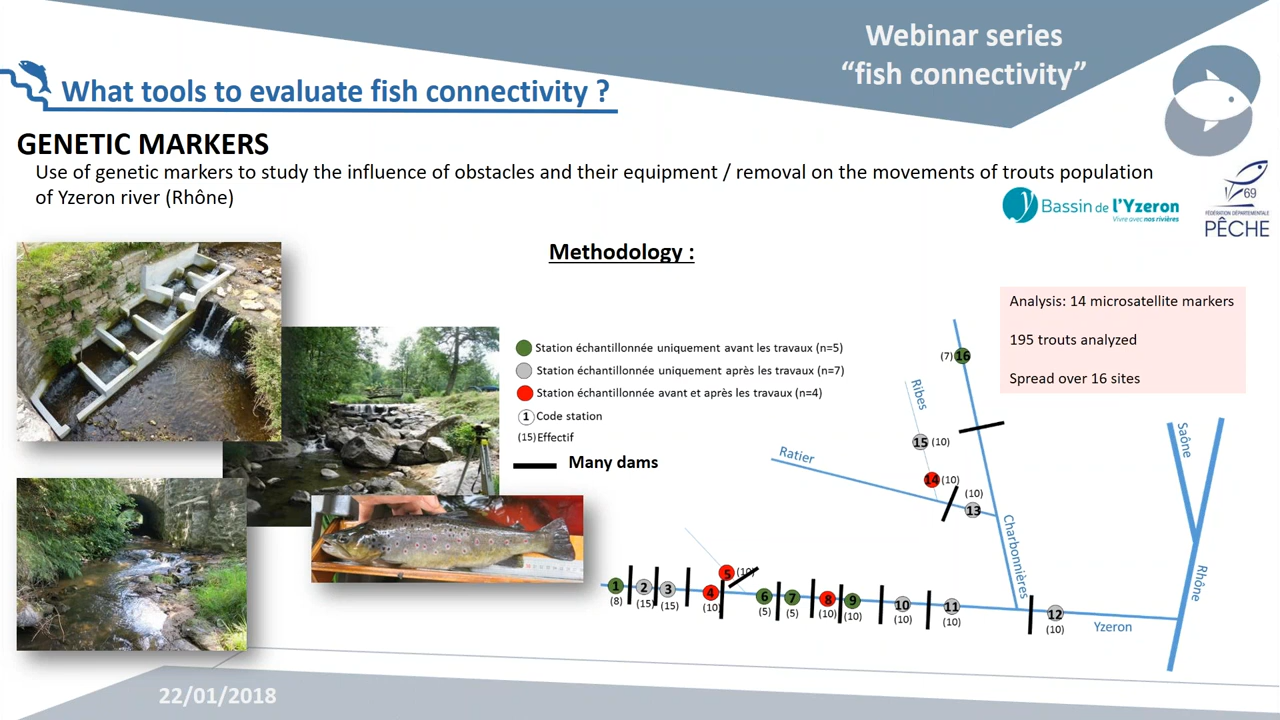 Webinar series
“fish connectivity”
What tools to evaluate fish connectivity ?
GENETIC MARKERS
Use of genetic markers to study the influence of obstacles and their equipment / removal on the movements of trouts population
of Yzeron river (Rhône)
Bassin de l’Yzeron
Vivre avec nos rivières
69
FÉDÉRATION DÉPARTEMENTALE
PÊCHE
Methodology :
Analysis: 14 microsatellite markers
195 trouts analyzed
Spread over 16 sites
Station échantillonnée uniquement avant les travaux (n=5)
Station échantillonnée uniquement après les travaux (n=7)
Station échantillonnée avant et après les travaux (n=4)
1 Code station
(15) Effectif
Many dams
(7) 16
Ribes
15 (10)
14 (10)
(10)
13
Ratier
Charbonnières
Saône
Rhône
Yzeron
5 (10)
1 2 3 4 6 7 8 9 10 11 12
(8) (15) (15) (10) (5) (5) (10) (10) (10) (10) (10)
22/01/2018